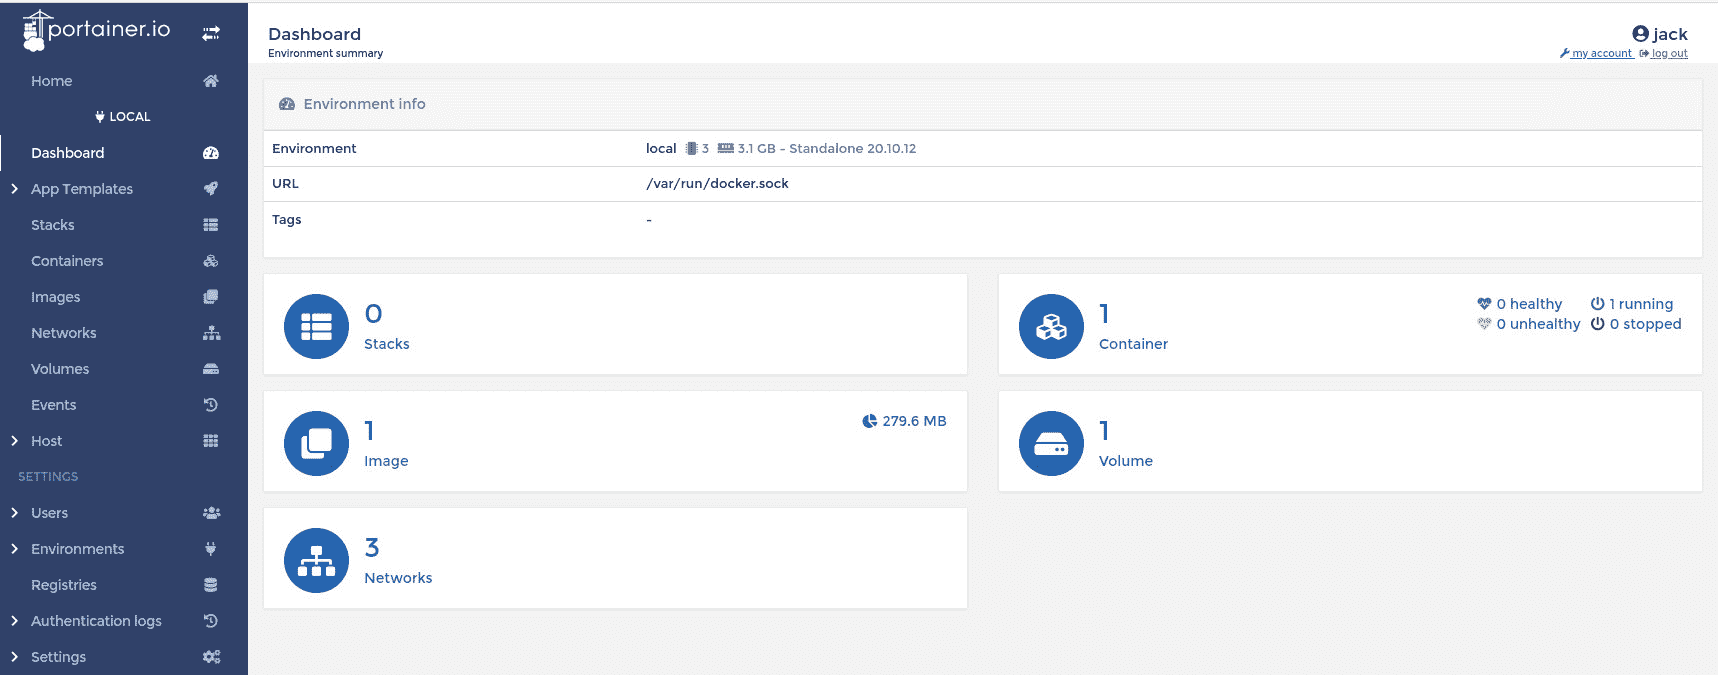 portainer.io
Home
LOCAL
Dashboard
App Templates
Stacks
Containers
Images
Networks
Volumes
Events
Host
SETTINGS
Users
Environments
Registries
Authentication logs
Settings
Dashboard
Environment summary
jack
my account log out
Environment info
Environment local 3 3.1 GB - Standalone 20.10.12
URL /var/run/docker.sock
Tags -
0
Stacks
1
Container
0 healthy 1 running
0 unhealthy 0 stopped
1
Image
279.6 MB
1
Volume
3
Networks